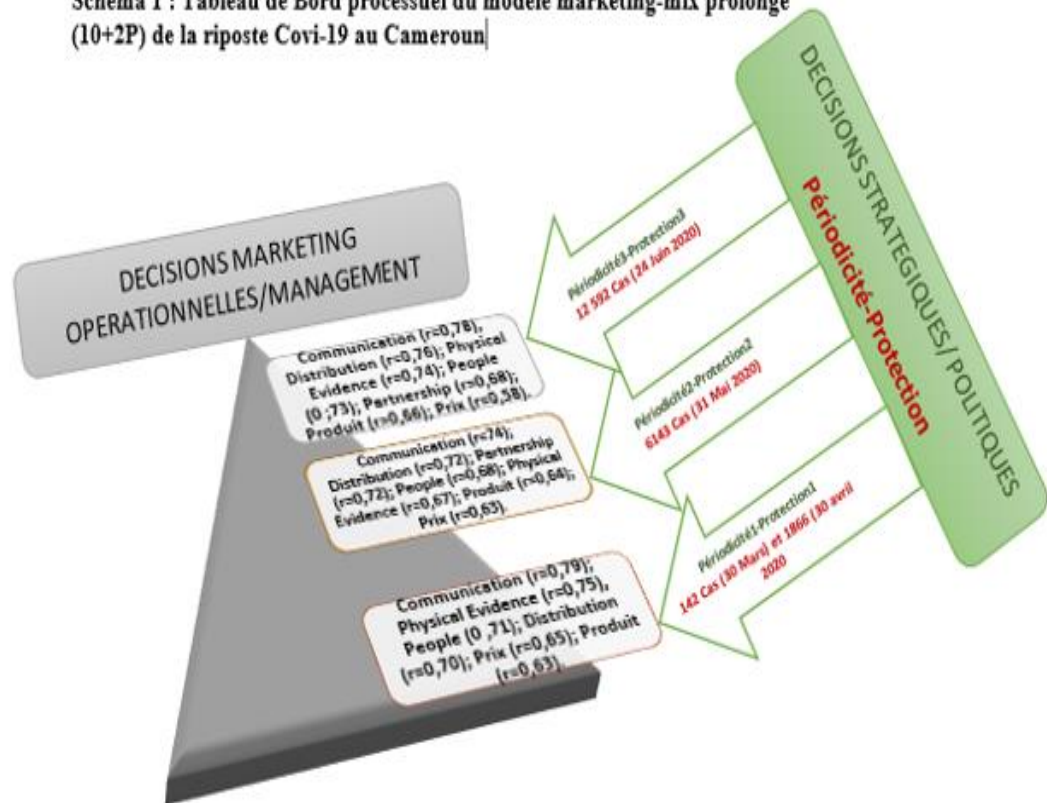 Schéma 1 : Tableau de Bord processuel du modèle marketing-mix prolongé
(10+2P) de la riposte Covi-19 au Cameroun
DECISIONS MARKETING
OPERATIONNELLES/MANAGEMENT
Communication (r=0,78),
Distribution (r=0,76); Physical
Evidence (r=0,74); People
(0 ;73); Partnership (r=0,68);
Produit (r=0,66); Prix (r=0,58).
Communication (r=74);
Distribution (r=0,72); Partnership
(r=0,72); People (r=0,68); Physical
Evidence (r=0,67); Produit (r=0,64);
Prix (r=0,63).
Communication (r=0,79);
Physical Evidence (r=0,75),
People (0 ,71); Distribution
(r=0,70); Prix (r=0,65); Produit
(r=0,63).
Périodicité3-Protection3
12 592 Cas (24 Juin 2020)
Périodicité2-Protection2
6143 Cas (31 Mai 2020)
Périodicité1-Protection1
142 Cas (30 Mars) et 1866 (30 avril
2020
DECISIONS STRATEGIQUES/ POLITIQUES
Périodicité-Protection